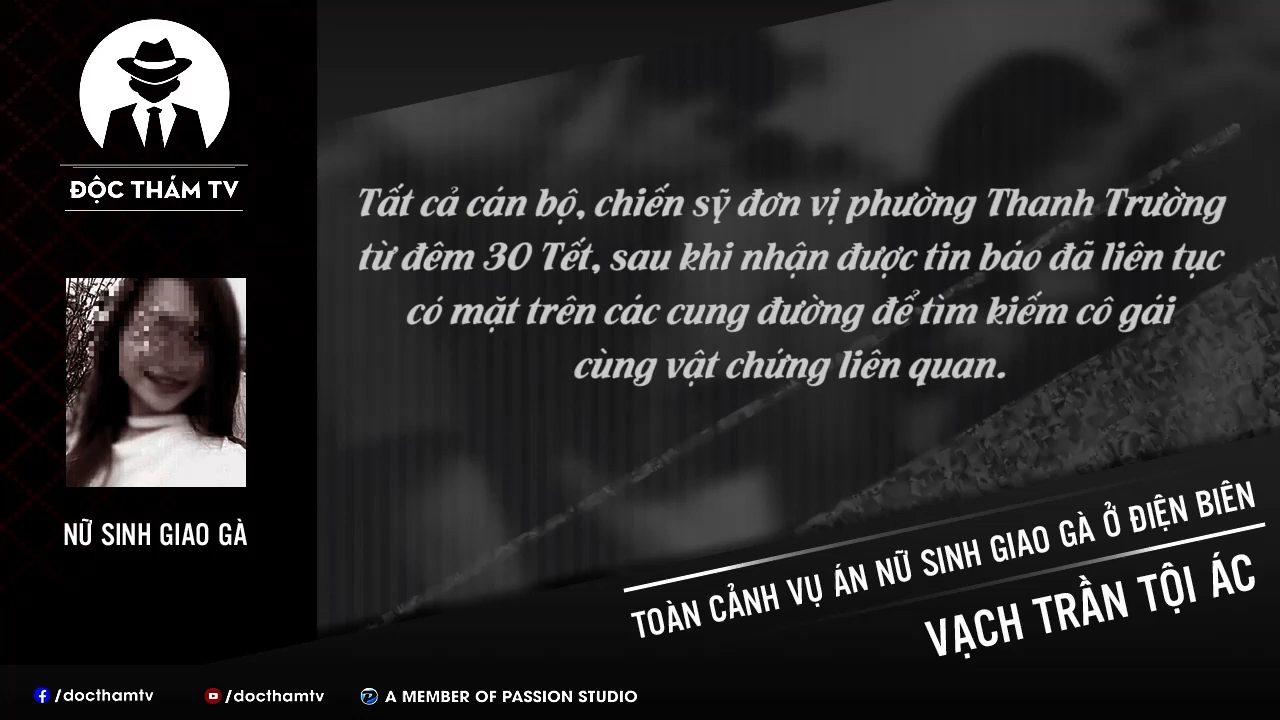 ĐỘC THÁM TV
NỮ SINH GIAO GÀ
Tất cả cán bộ, chiến sỹ đơn vị phường Thanh Trường
từ đêm 30 Tết, sau khi nhận được tin báo đã liên tục
có mặt trên các cung đường để tìm kiếm cô gái
cùng vật chứng liên quan.
TOÀN CẢNH VỤ ÁN NỮ SINH GIAO GÀ Ở ĐIỆN BIÊN
VẠCH TRẦN TỘI ÁC
/docthamtv
/docthamtv
A MEMBER OF PASSION STUDIO